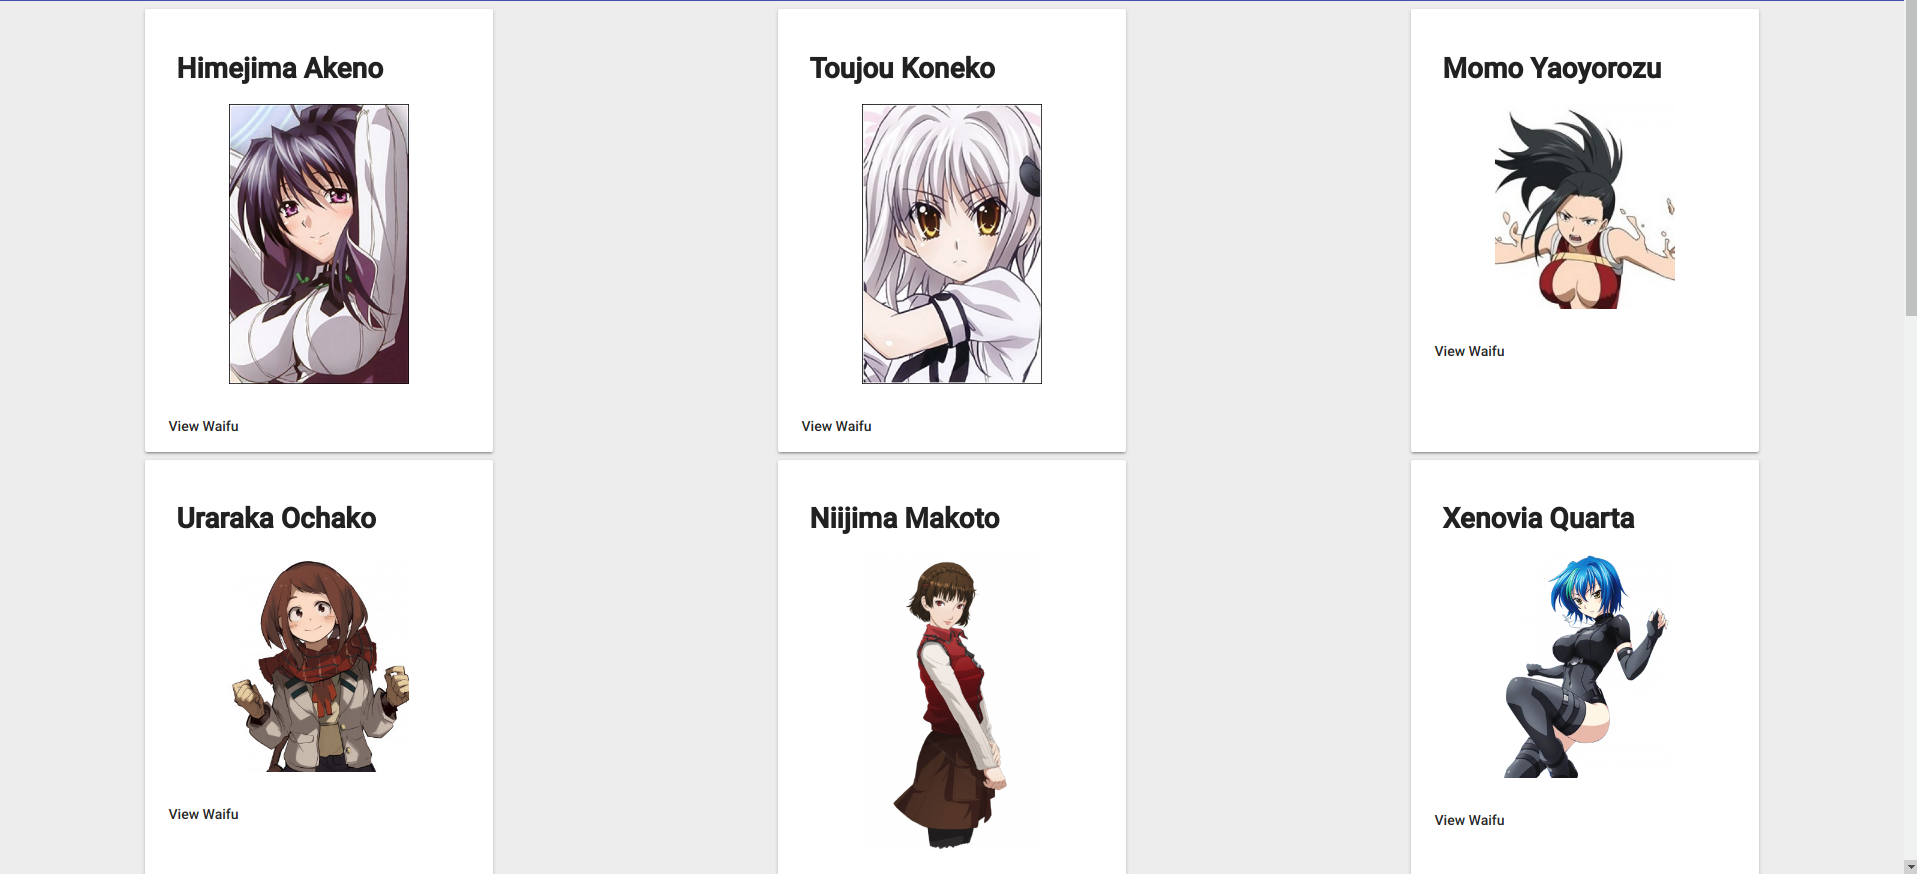 Himejima Akeno
Toujou Koneko
Momo Yaoyorozu
View Waifu
View Waifu
View Waifu
Uraraka Ochako
Niijima Makoto
Xenovia Quarta
View Waifu
View Waifu